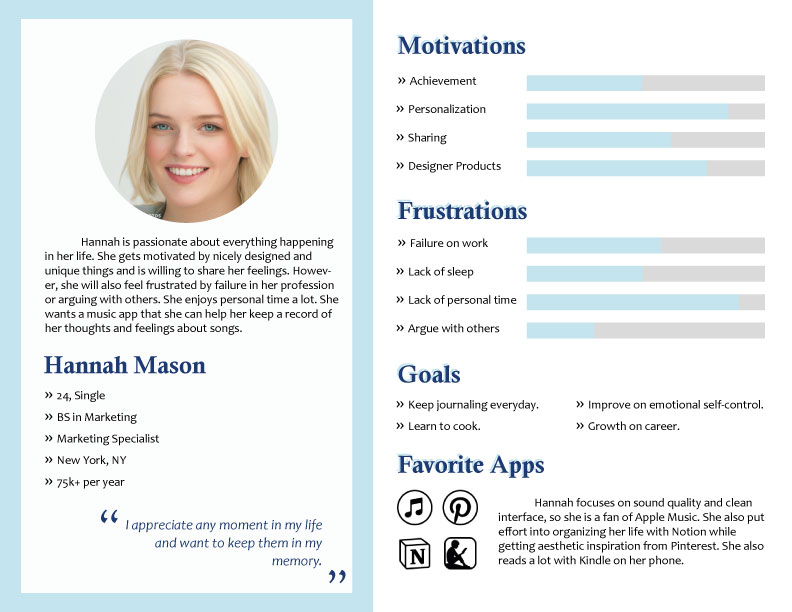 Hannah is passionate about everything happening
in her life. She gets motivated by nicely designed and
unique things and is willing to share her feelings. Howev-
er, she will also feel frustrated by failure in her profession
or arguing with others. She enjoys personal time a lot. She
wants a music app that she can help her keep a record of
her thoughts and feelings about songs.
Hannah Mason
» 24, Single
» BS in Marketing
» Marketing Specialist
» New York, NY
» 75k+ per year
“ I appreciate any moment in my life
and want to keep them in my
memory. ”
Motivations
» Achievement
» Personalization
» Sharing
» Designer Products
Frustrations
» Failure on work
» Lack of sleep
» Lack of personal time
» Argue with others
Goals
» Keep journaling everyday.
» Improve on emotional self-control.
» Learn to cook.
» Growth on career.
Favorite Apps
N
Hannah focuses on sound quality and clean
interface, so she is a fan of Apple Music. She also put
effort into organizing her life with Notion while
getting aesthetic inspiration from Pinterest. She also
reads a lot with Kindle on her phone.